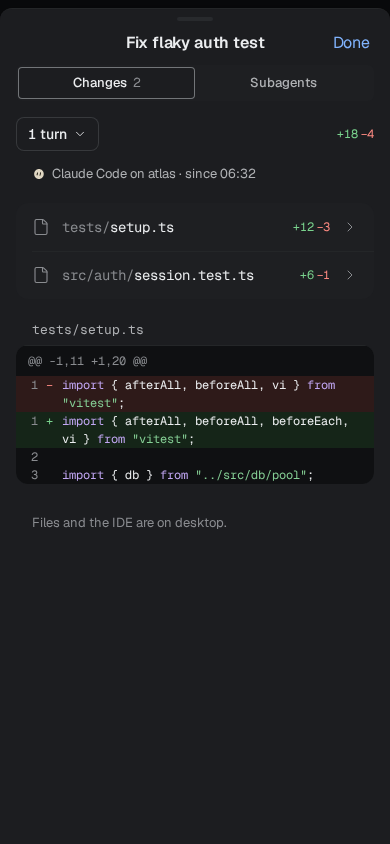 Fix flaky auth test
Done
Changes 2
Subagents
1 turn
+18 −4
Claude Code on atlas · since 06:32
tests/setup.ts
+12 −3
src/auth/session.test.ts
+6 −1
tests/setup.ts
@@ -1,11 +1,20 @@
1 − import { afterAll, beforeAll, vi } from
"vitest";
1 + import { afterAll, beforeAll, beforeEach,
vi } from "vitest";
2
3 import { db } from "../src/db/pool";
Files and the IDE are on desktop.